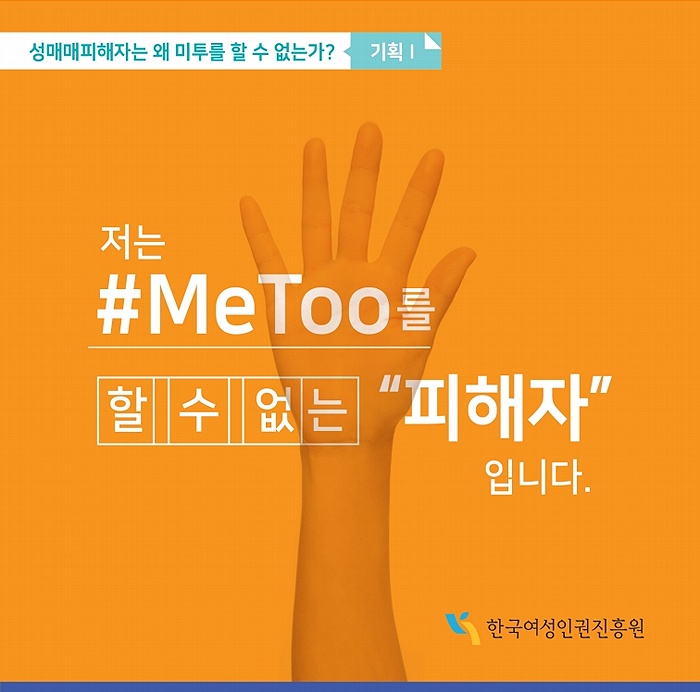 성매매피해자는 왜 미투를 할 수 없는가? 기획 I
저는
#MeToo를
할 수 없는 “피해자”
입니다.
한국여성인권진흥원